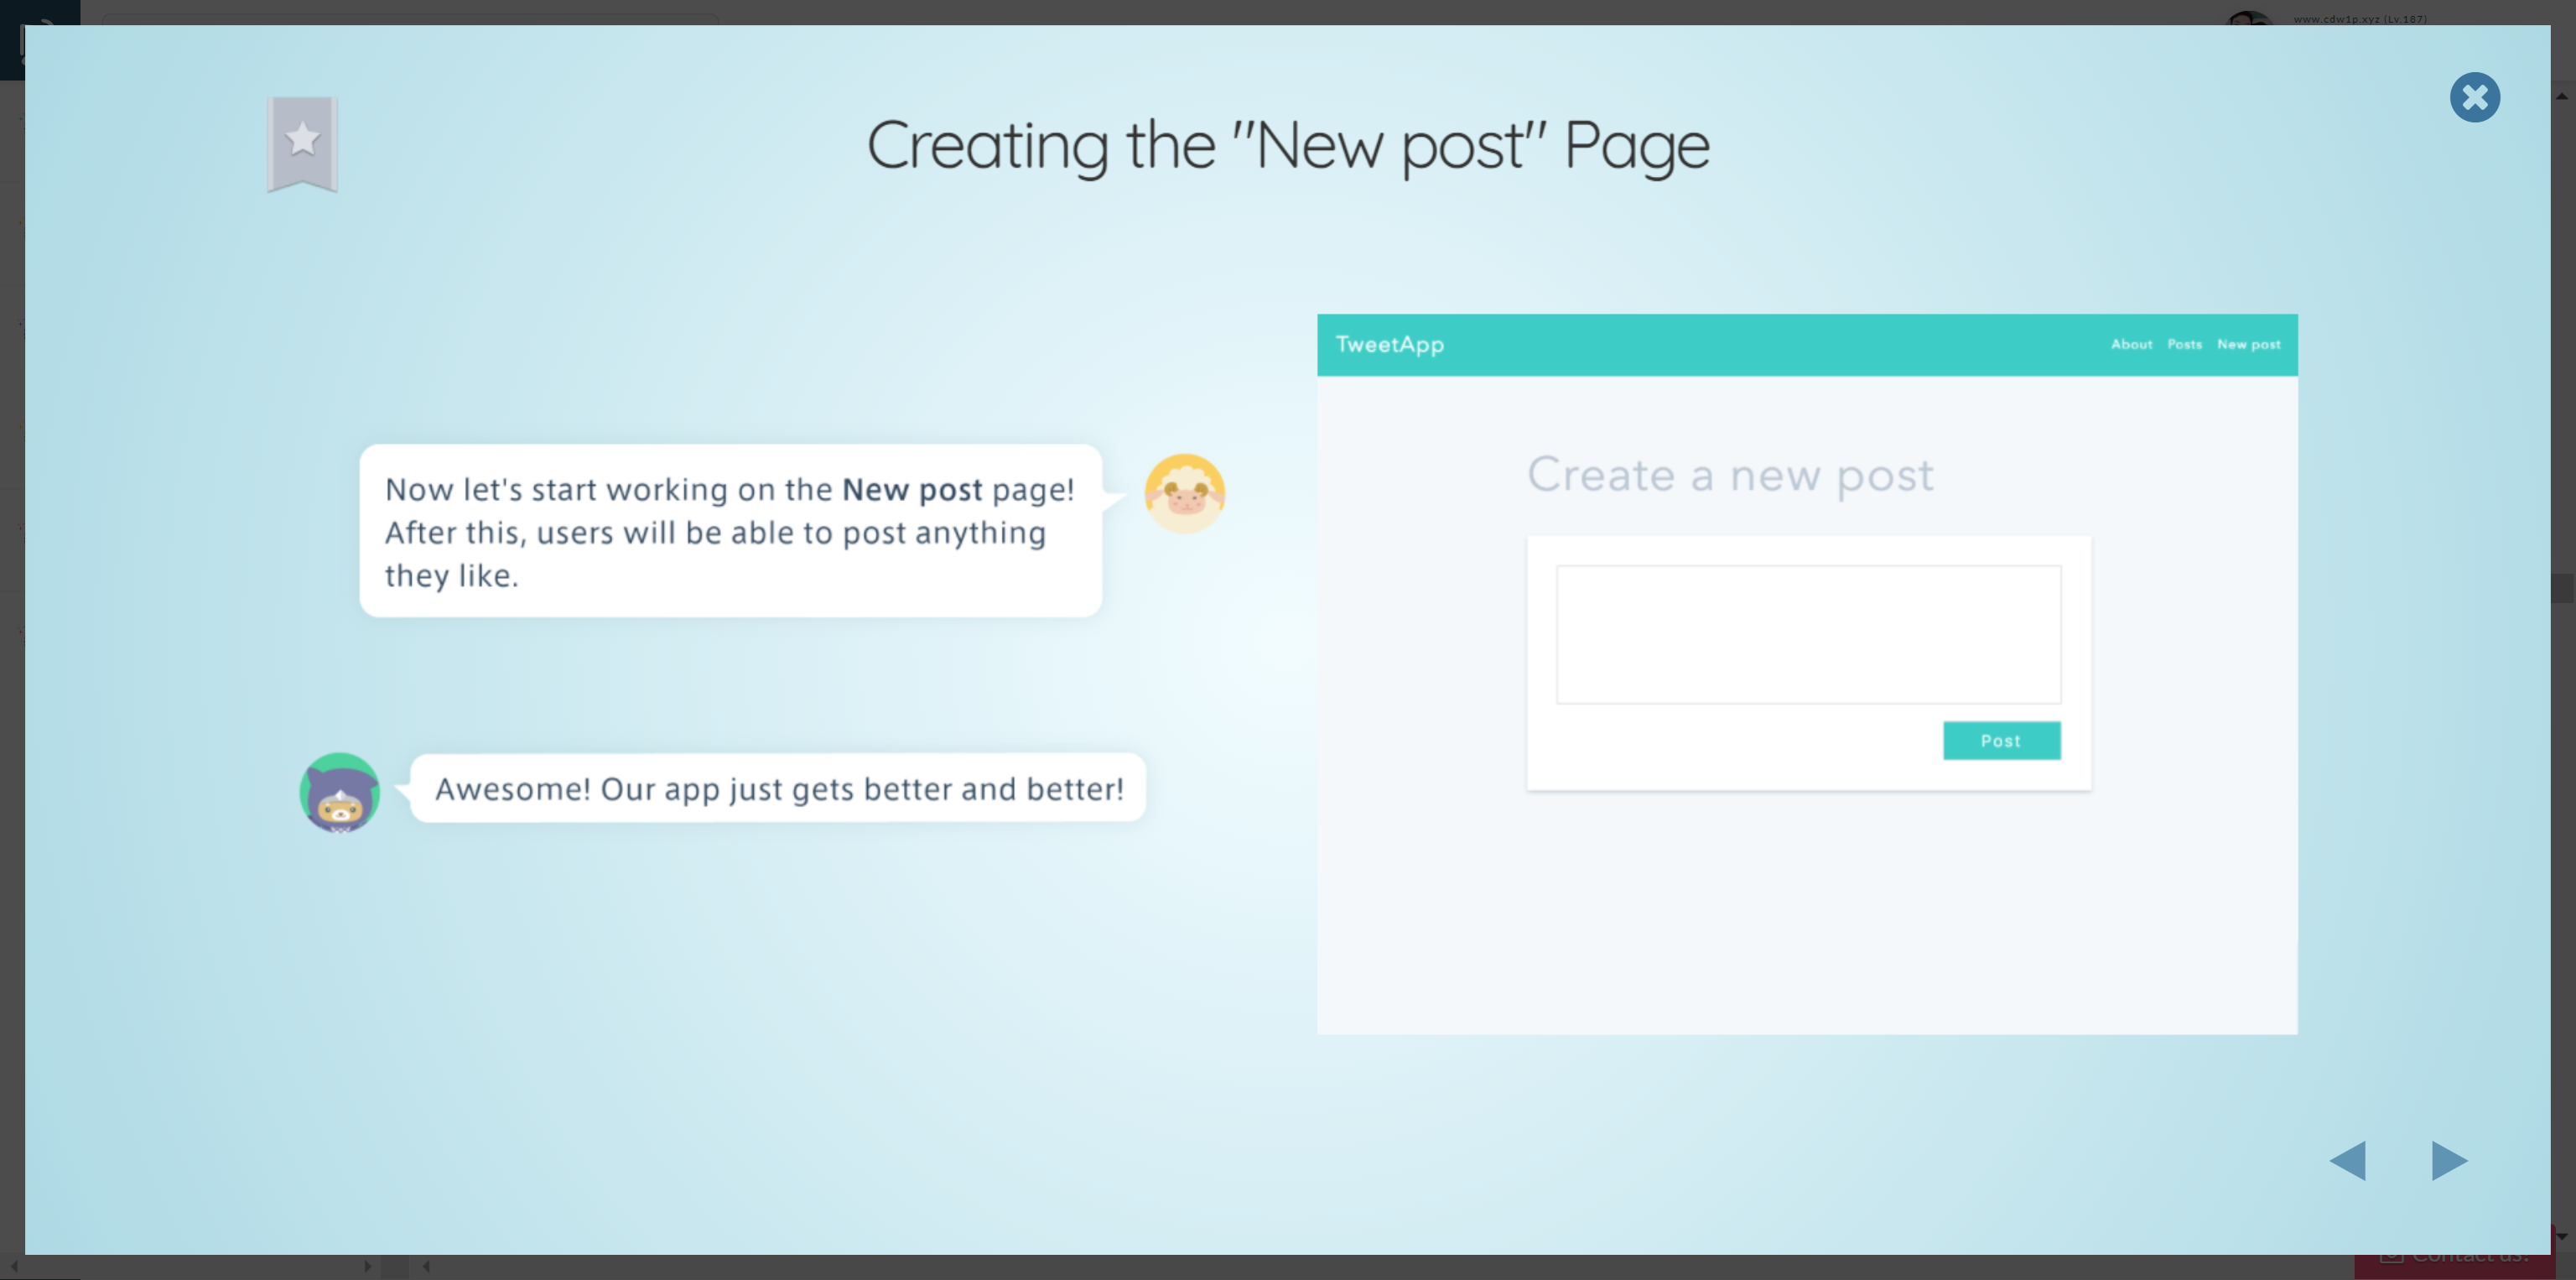 www.cdw1p.xyz (Lv.187)
Creating the "New post" Page
Now let's start working on the New post page!
After this, users will be able to post anything
they like.
Awesome! Our app just gets better and better!
TweetApp
About Posts New post
Create a new post
Post
Contact us!